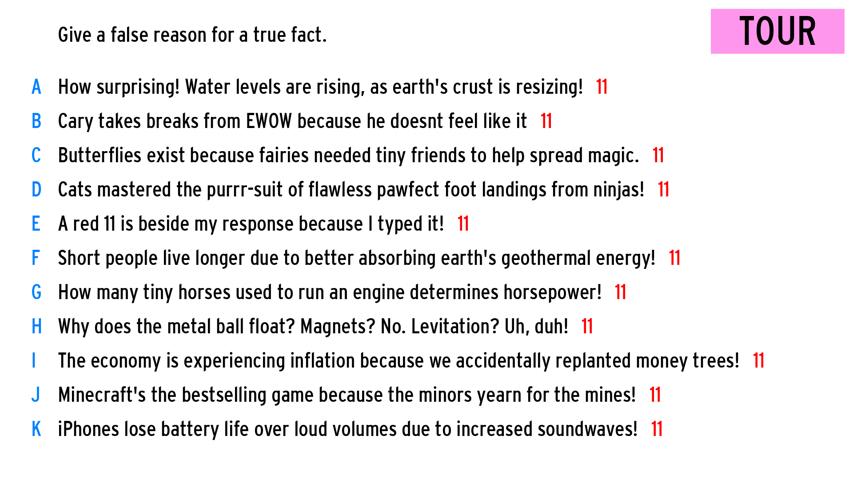 Give a false reason for a true fact.
TOUR
A How surprising! Water levels are rising, as earth's crust is resizing! 11
B Cary takes breaks from EWOW because he doesnt feel like it 11
C Butterflies exist because fairies needed tiny friends to help spread magic. 11
D Cats mastered the purrr-suit of flawless pawfect foot landings from ninjas! 11
E A red 11 is beside my response because I typed it! 11
F Short people live longer due to better absorbing earth's geothermal energy! 11
G How many tiny horses used to run an engine determines horsepower! 11
H Why does the metal ball float? Magnets? No. Levitation? Uh, duh! 11
I The economy is experiencing inflation because we accidentally replanted money trees! 11
J Minecraft's the bestselling game because the minors yearn for the mines! 11
K iPhones lose battery life over loud volumes due to increased soundwaves! 11